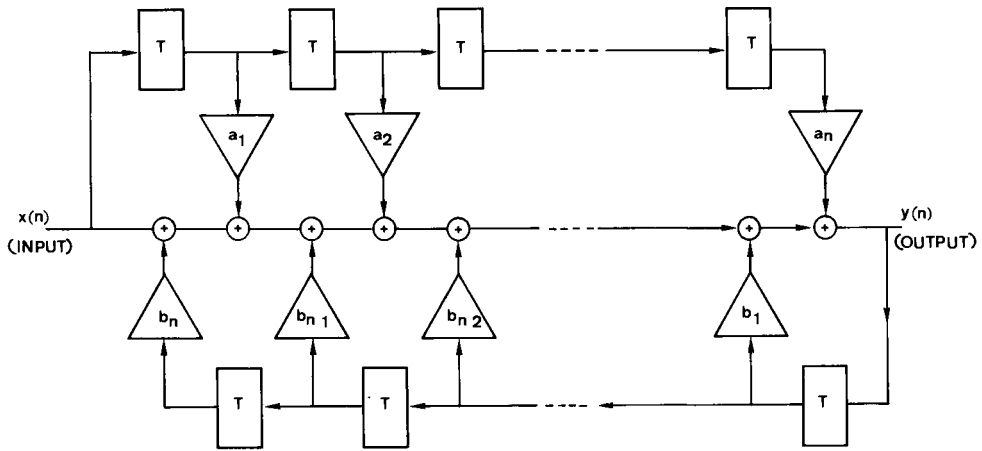 T T T T
a1 a2 an
x(n) y(n)
(INPUT) + + + + + + + (OUTPUT)
bn bn 1 bn 2 b1
T T T